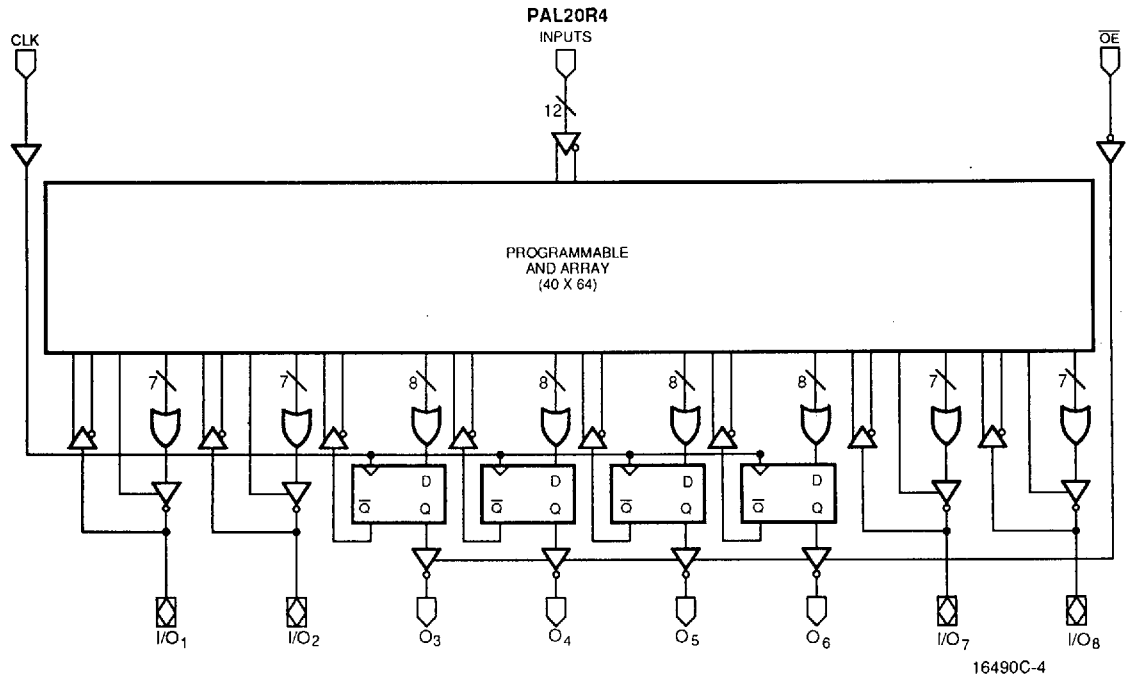 PAL20R4
INPUTS
CLK
OE
12
PROGRAMMABLE
AND ARRAY
(40 X 64)
7
7
8
8
8
8
7
7
D
Q̅ Q
D
Q̅ Q
D
Q̅ Q
D
Q̅ Q
I/O1
I/O2
O3
O4
O5
O6
I/O7
I/O8
16490C-4